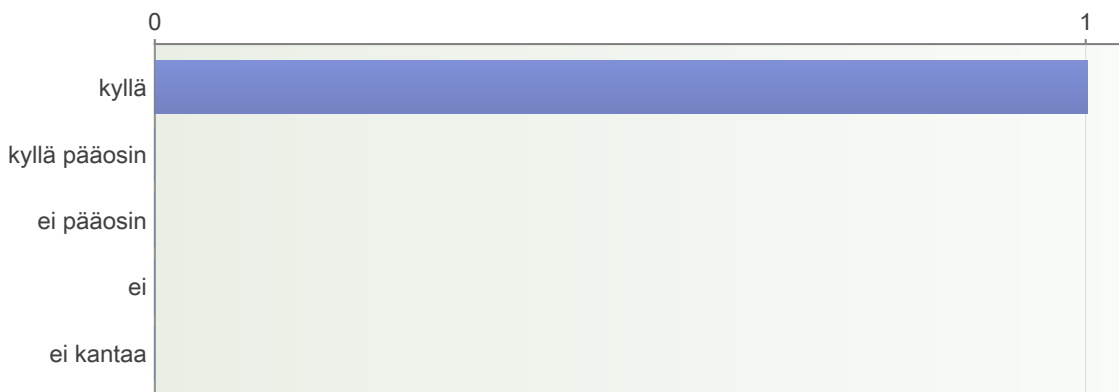 0 1
kyllä
kyllä pääosin
ei pääosin
ei
ei kantaa